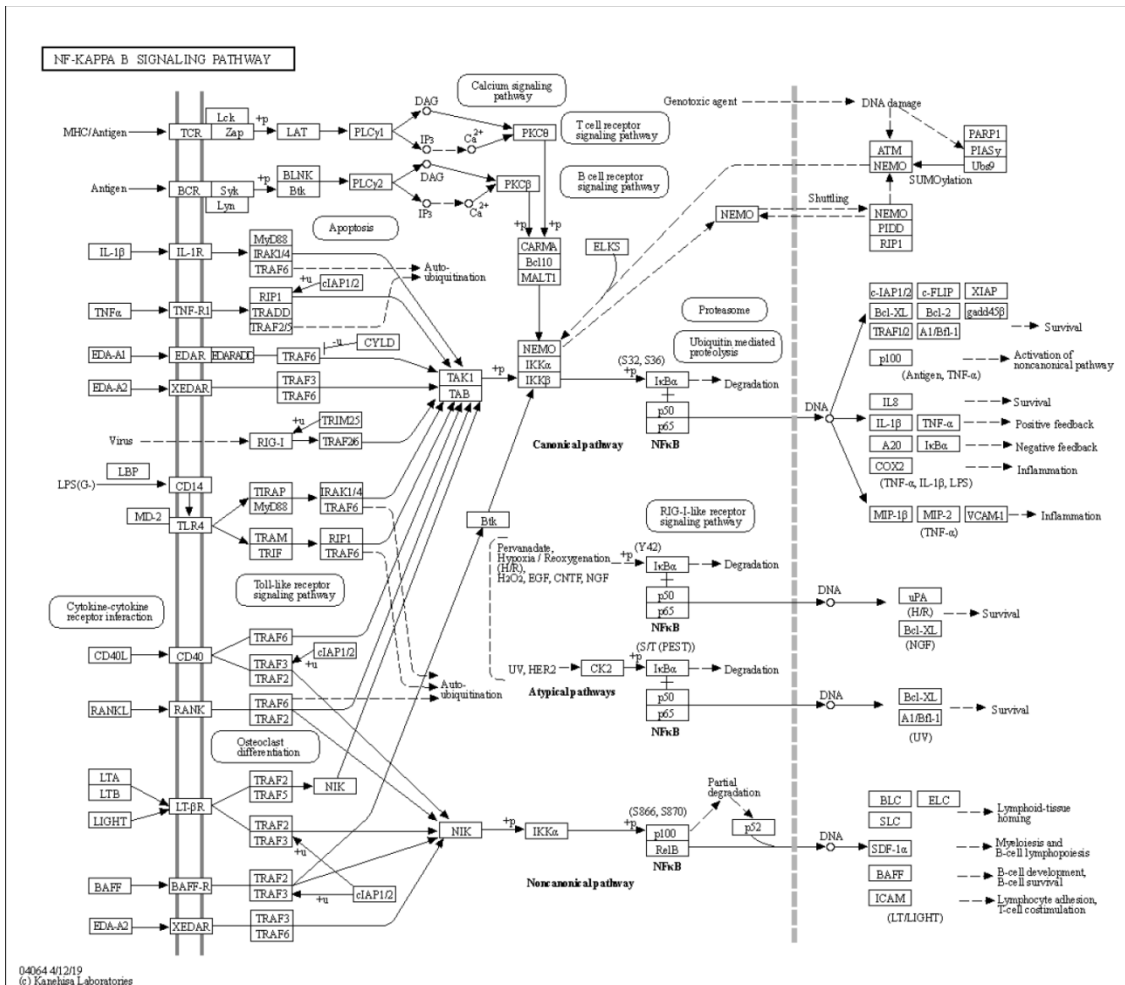 NF-KAPPA B SIGNALING PATHWAY
MHC/Antigen
TCR
Lck
Zap
+p
LAT
PLCγ1
DAG
IP3
Ca2+
PKCθ
Calcium signaling
pathway
T cell receptor
signaling pathway
B cell receptor
signaling pathway
Antigen
BCR
Syk
Lyn
+p
BLNK
Btk
PLCγ2
DAG
IP3
Ca2+
PKCβ
+p
+p
CARMA
Bcl10
MALT1
ELKS
Genotoxic agent
DNA damage
ATM
NEMO
PARP1
PIASy
Ubs9
SUMOylation
Shuttling
NEMO
NEMO
PIDD
RIP1
Apoptosis
IL-1β
IL-1R
MyD88
IRAK1/4
TRAF6
Auto-
ubiquitination
TNFα
TNF-R1
RIP1
TRADD
TRAF2/5
+u
cIAP1/2
EDA-A1
EDAR
EDARADD
TRAF6
-u
CYLD
EDA-A2
XEDAR
TRAF3
TRAF6
TAK1
TAB
+p
NEMO
IKKα
IKKβ
Proteasome
Ubiquitin mediated
proteolysis
(S32, S36)
+p
IκBα
Degradation
p50
p65
NFκB
Canonical pathway
DNA
c-IAP1/2
c-FLIP
XIAP
Bcl-XL
Bcl-2
gadd45β
TRAF1/2
A1/Bfl-1
Survival
p100
(Antigen, TNF-α)
Activation of
noncanonical pathway
IL8
Survival
IL-1β
TNF-α
Positive feedback
A20
IκBα
Negative feedback
COX2
Inflammation
(TNF-α, IL-1β, LPS)
MIP-1β
MIP-2
VCAM-1
Inflammation
(TNF-α)
Virus
RIG-I
+u
TRIM25
TRAF2/6
LBP
LPS(G-)
CD14
MD-2
TLR4
TIRAP
MyD88
IRAK1/4
TRAF6
TRAM
TRIF
RIP1
TRAF6
Toll-like receptor
signaling pathway
Cytokine-cytokine
receptor interaction
Btk
RIG-I-like receptor
signaling pathway
Pervanadate,
Hypoxia / Reoxygenation
(H/R),
H2O2, EGF, CNTF, NGF
+p
(Y42)
IκBα
Degradation
p50
p65
NFκB
DNA
uPA
(H/R)
Bcl-XL
(NGF)
Survival
CD40L
CD40
TRAF6
TRAF3
TRAF2
cIAP1/2
+u
Auto-
ubiquitination
UV, HER2
CK2
+p
(S/T (PEST))
IκBα
Degradation
Atypical pathways
p50
p65
NFκB
DNA
Bcl-XL
A1/Bfl-1
(UV)
Survival
RANKL
RANK
TRAF6
TRAF2
Osteoclast
differentiation
LTA
LTB
LIGHT
LT-βR
TRAF2
TRAF5
NIK
TRAF2
TRAF3
+u
NIK
+p
IKKα
+p
(S866, S870)
p100
RelB
NFκB
Partial
degradation
p52
DNA
Noncanonical pathway
BLC
ELC
SLC
Lymphoid-tissue
homing
SDF-1α
Myeloiesis and
B-cell lymphopoiesis
BAFF
B-cell development,
B-cell survival
ICAM
Lymphocyte adhesion,
T-cell costimulation
(LT/LIGHT)
BAFF
BAFF-R
TRAF2
TRAF3
+u
cIAP1/2
EDA-A2
XEDAR
TRAF3
TRAF6
04064 4/12/19
(c) Kanehisa Laboratories